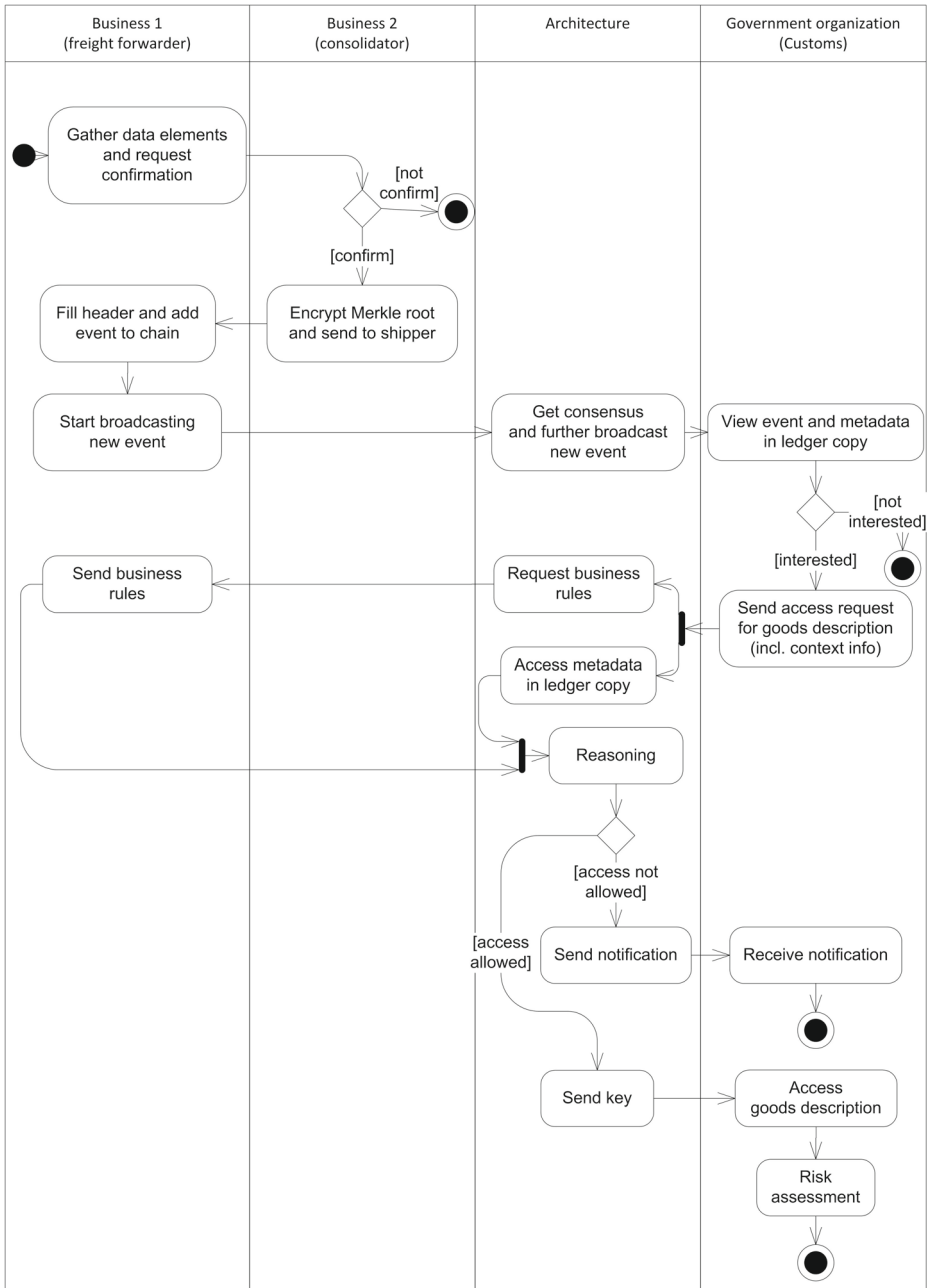 Business 1
(freight forwarder)
Business 2
(consolidator)
Architecture
Government organization
(Customs)
Gather data elements
and request
confirmation
[not
confirm]
[confirm]
Fill header and add
event to chain
Encrypt Merkle root
and send to shipper
Start broadcasting
new event
Get consensus
and further broadcast
new event
View event and metadata
in ledger copy
[not
interested]
[interested]
Send business
rules
Request business
rules
Send access request
for goods description
(incl. context info)
Access metadata
in ledger copy
Reasoning
[access not
allowed]
[access
allowed]
Send notification
Receive notification
Send key
Access
goods description
Risk
assessment